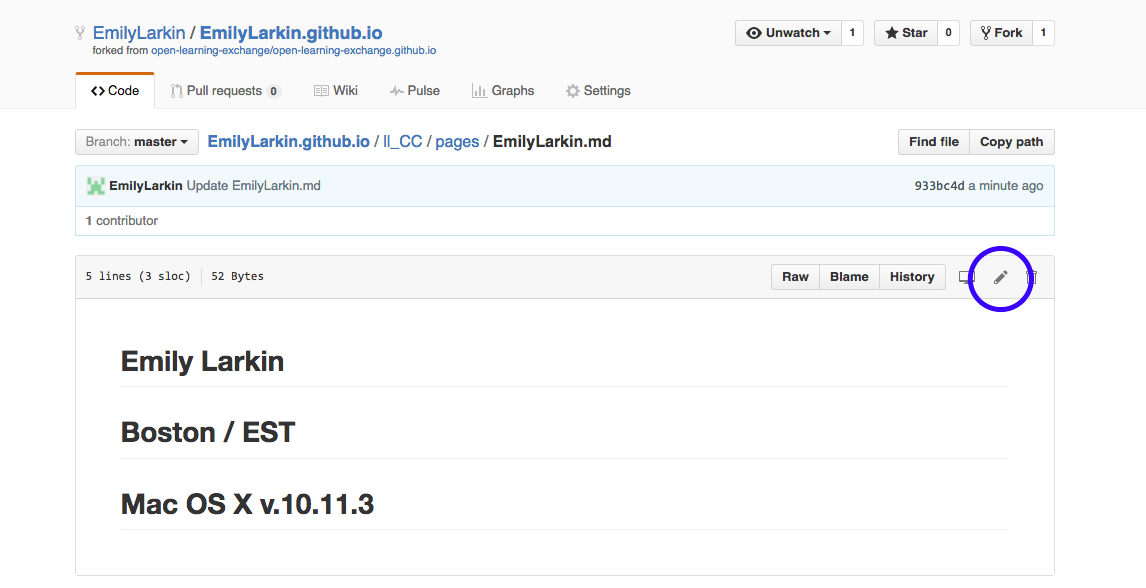 EmilyLarkin / EmilyLarkin.github.io
forked from open-learning-exchange/open-learning-exchange.github.io
Unwatch 1 Star 0 Fork 1
Code Pull requests 0 Wiki Pulse Graphs Settings
Branch: master EmilyLarkin.github.io / ll_CC / pages / EmilyLarkin.md Find file Copy path
EmilyLarkin Update EmilyLarkin.md 933bc4d a minute ago
1 contributor
5 lines (3 sloc) 52 Bytes Raw Blame History
Emily Larkin
Boston / EST
Mac OS X v.10.11.3